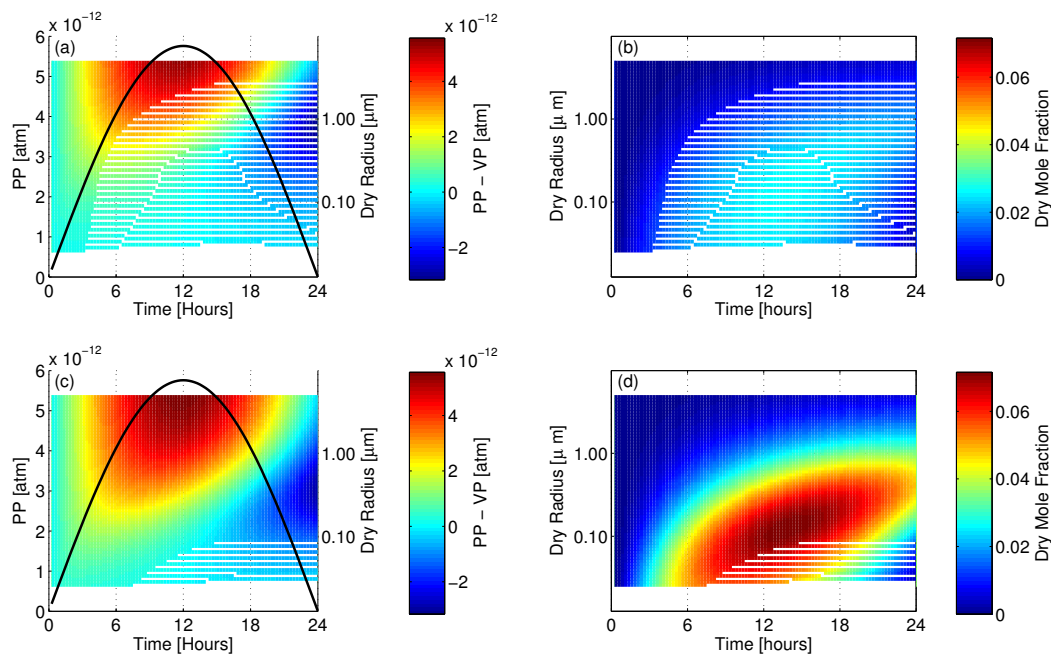 x 10⁻¹²
(a)
6
5
4
3
2
1
0
PP [atm]
0
6
12
18
24
Time [Hours]
1.00
0.10
Dry Radius [μm]
x 10⁻¹²
4
2
0
−2
PP − VP [atm]
(b)
1.00
0.10
Dry Radius [μ m]
0
6
12
18
24
Time [hours]
0.06
0.04
0.02
0
Dry Mole Fraction
x 10⁻¹²
(c)
6
5
4
3
2
1
0
PP [atm]
0
6
12
18
24
Time [Hours]
1.00
0.10
Dry Radius [μm]
x 10⁻¹²
4
2
0
−2
PP − VP [atm]
(d)
1.00
0.10
Dry Radius [μ m]
0
6
12
18
24
Time [hours]
0.06
0.04
0.02
0
Dry Mole Fraction